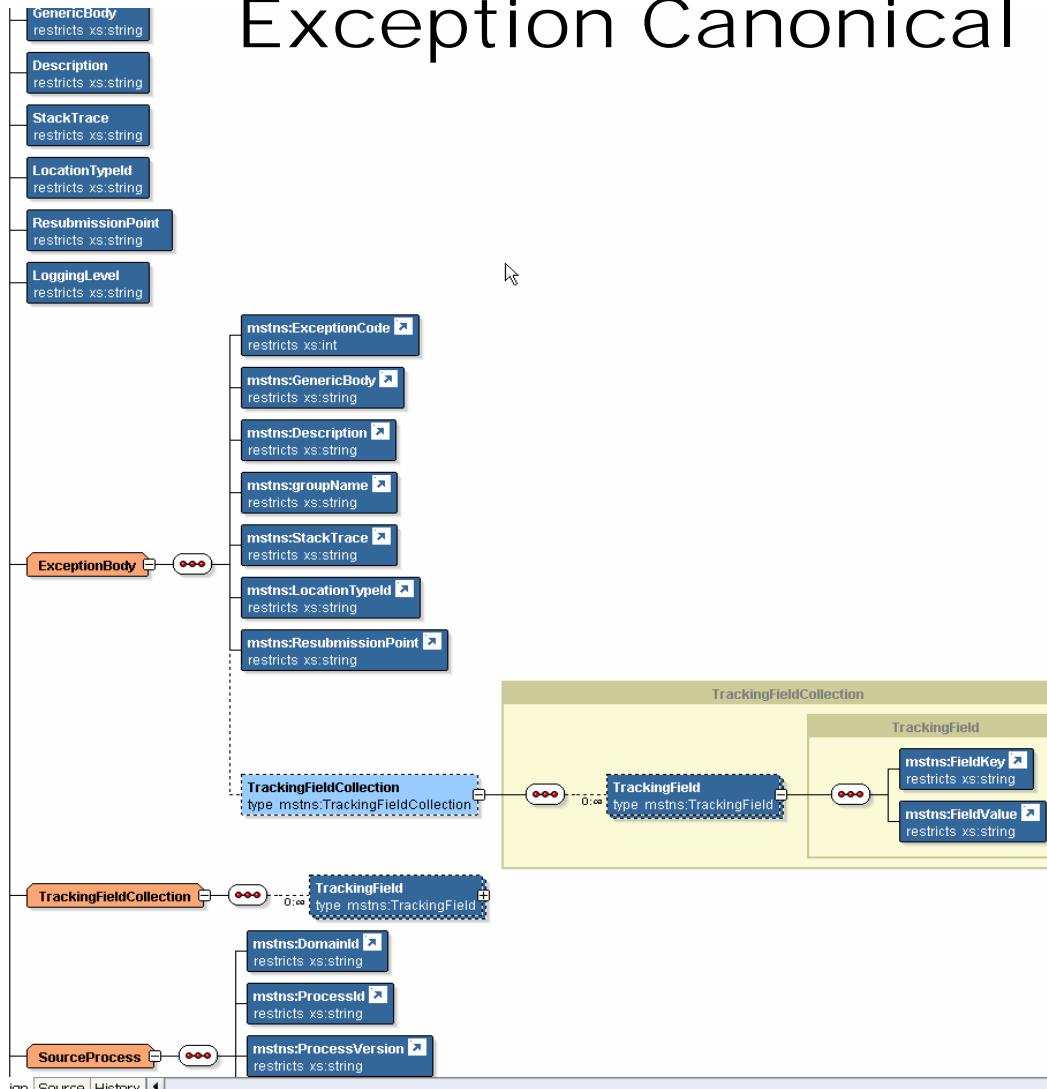 Exception Canonical
GenericBody
restricts xs:string
Description
restricts xs:string
StackTrace
restricts xs:string
LocationTypeId
restricts xs:string
ResubmissionPoint
restricts xs:string
LoggingLevel
restricts xs:string
mstns:ExceptionCode
restricts xs:int
mstns:GenericBody
restricts xs:string
mstns:Description
restricts xs:string
mstns:groupName
restricts xs:string
mstns:StackTrace
restricts xs:string
ExceptionBody
mstns:LocationTypeId
restricts xs:string
mstns:ResubmissionPoint
restricts xs:string
TrackingFieldCollection
TrackingField
mstns:FieldKey
restricts xs:string
TrackingFieldCollection
type mstns:TrackingFieldCollection
0:∞
TrackingField
type mstns:TrackingField
mstns:FieldValue
restricts xs:string
TrackingFieldCollection
0:∞
TrackingField
type mstns:TrackingField
mstns:DomainId
restricts xs:string
mstns:ProcessId
restricts xs:string
SourceProcess
mstns:ProcessVersion
restricts xs:string
ign Source History